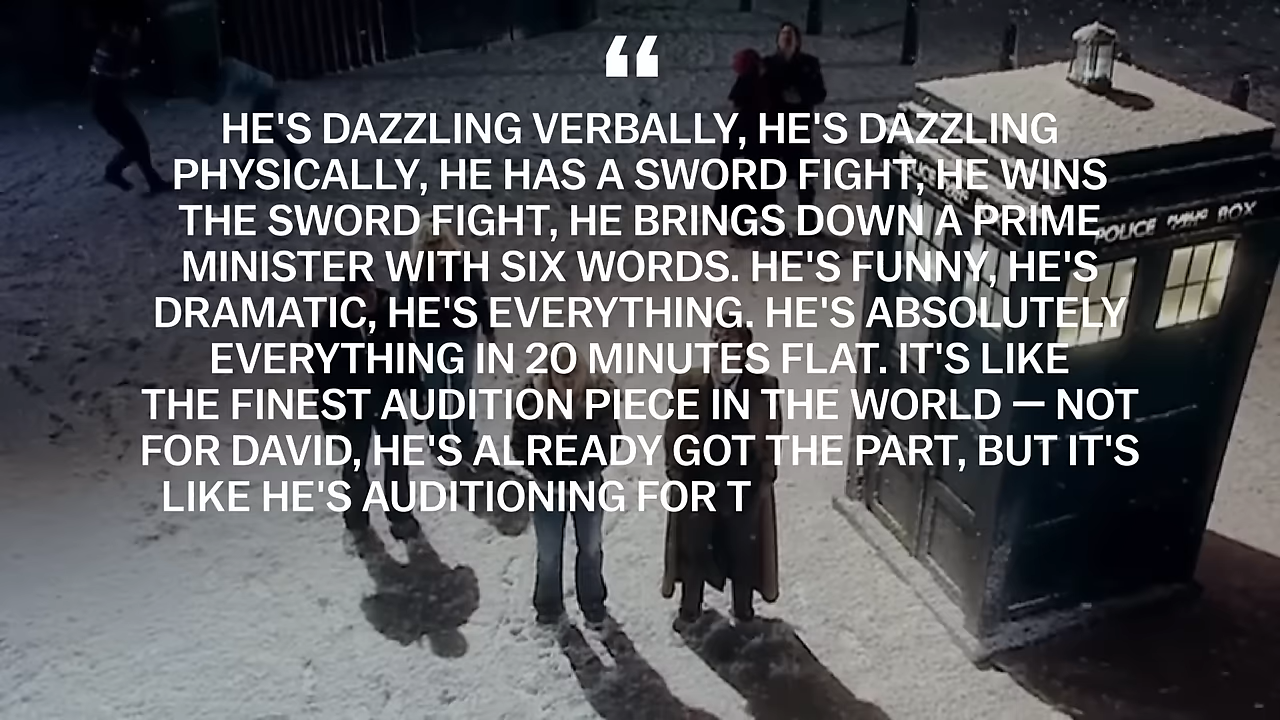 “
HE'S DAZZLING VERBALLY, HE'S DAZZLING
PHYSICALLY, HE HAS A SWORD FIGHT, HE WINS
THE SWORD FIGHT, HE BRINGS DOWN A PRIME
MINISTER WITH SIX WORDS. HE'S FUNNY, HE'S
DRAMATIC, HE'S EVERYTHING. HE'S ABSOLUTELY
EVERYTHING IN 20 MINUTES FLAT. IT'S LIKE
THE FINEST AUDITION PIECE IN THE WORLD — NOT
FOR DAVID, HE'S ALREADY GOT THE PART, BUT IT'S
LIKE HE'S AUDITIONING FOR T
POLICE PUBLIC BOX